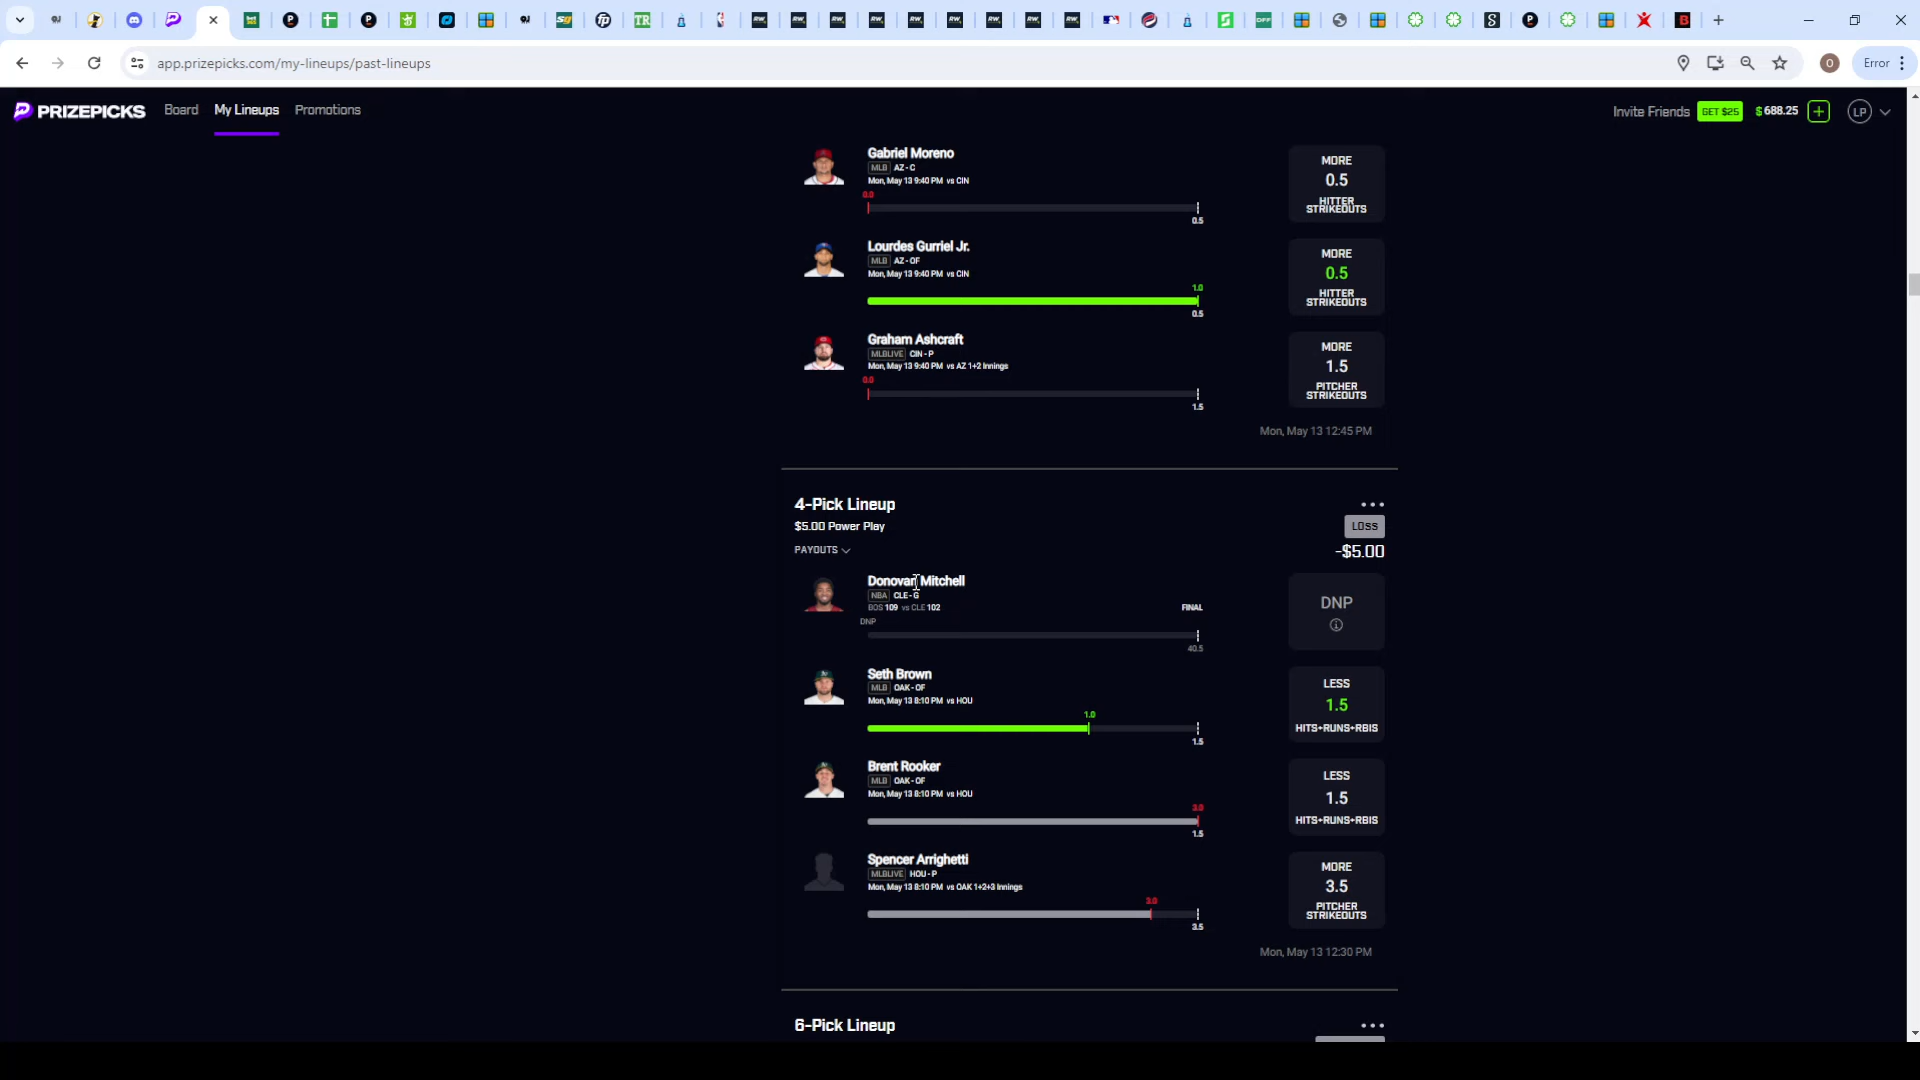 app.prizepicks.com/my-lineups/past-lineups
Error
PRIZEPICKS
Board
My Lineups
Promotions
Invite Friends
GET $25
$ 688.25
LP
Gabriel Moreno
MLB AZ - C
Mon, May 13 9:40 PM vs CIN
0.0
0.5
MORE
0.5
HITTER
STRIKEOUTS
Lourdes Gurriel Jr.
MLB AZ - OF
Mon, May 13 9:40 PM vs CIN
1.0
0.5
MORE
0.5
HITTER
STRIKEOUTS
Graham Ashcraft
MLBLIVE CIN - P
Mon, May 13 9:40 PM vs AZ 1+2 Innings
0.0
1.5
MORE
1.5
PITCHER
STRIKEOUTS
Mon, May 13 12:45 PM
4-Pick Lineup
$5.00 Power Play
LOSS
PAYOUTS
-$5.00
Donovan Mitchell
NBA CLE - G
BOS 109 vs CLE 102
FINAL
DNP
40.5
DNP
Seth Brown
MLB OAK - OF
Mon, May 13 8:10 PM vs HOU
1.0
1.5
LESS
1.5
HITS+RUNS+RBIS
Brent Rooker
MLB OAK - OF
Mon, May 13 8:10 PM vs HOU
3.0
1.5
LESS
1.5
HITS+RUNS+RBIS
Spencer Arrighetti
MLBLIVE HOU - P
Mon, May 13 8:10 PM vs OAK 1+2+3 Innings
3.0
3.5
MORE
3.5
PITCHER
STRIKEOUTS
Mon, May 13 12:30 PM
6-Pick Lineup